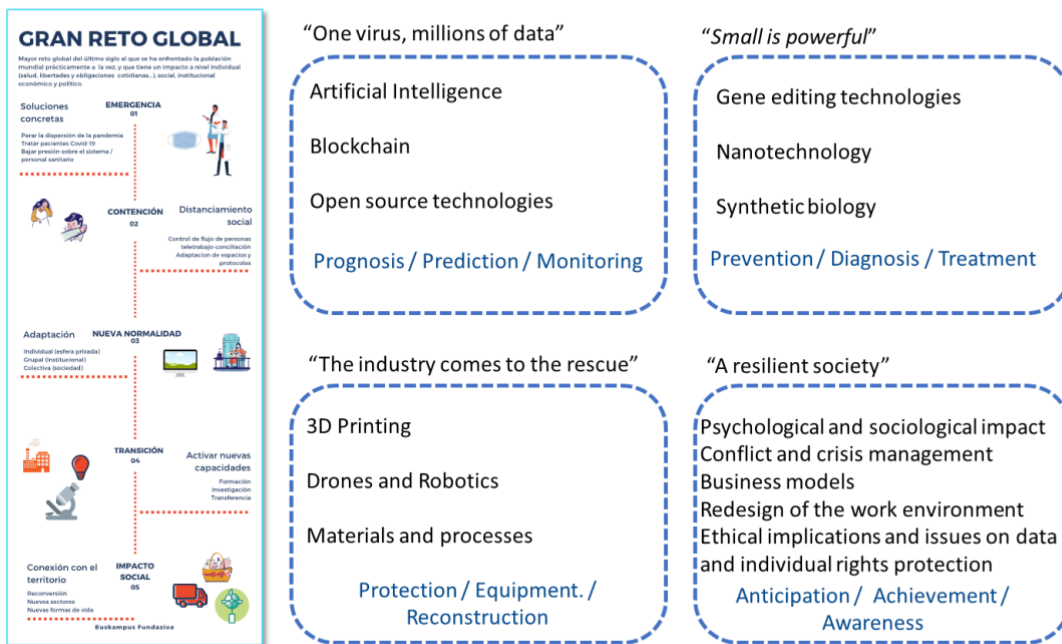 GRAN RETO GLOBAL
Mayor reto global del último siglo al que se ha enfrentado la población
mundial prácticamente a la vez, y que tiene un impacto a nivel individual
(salud, libertades y obligaciones cotidianas...), social, institucional
económico y político.
Soluciones
concretas
EMERGENCIA
01
Parar la dispersión de la pandemia
Tratar pacientes Covid-19
Bajar presión sobre el sistema /
personal sanitario
CONTENCIÓN
02
Distanciamiento
social
Control de flujo de personas
teletrabajo-conciliación
Adaptacion de espacios y
protocolos
Adaptación
NUEVA NORMALIDAD
03
Individual (esfera privada)
Grupal (institucional)
Colectiva (sociedad)
TRANSICIÓN
04
Activar nuevas
capacidades
Formación
Investigación
Transferencia
Conexión con el
territorio
IMPACTO
SOCIAL
05
Reconversión
Nuevos sectores
Nuevas formas de vida
Euskampus Fundazioa
“One virus, millions of data”
Artificial Intelligence
Blockchain
Open source technologies
Prognosis / Prediction / Monitoring
“Small is powerful”
Gene editing technologies
Nanotechnology
Synthetic biology
Prevention / Diagnosis / Treatment
“The industry comes to the rescue”
3D Printing
Drones and Robotics
Materials and processes
Protection / Equipment. /
Reconstruction
“A resilient society”
Psychological and sociological impact
Conflict and crisis management
Business models
Redesign of the work environment
Ethical implications and issues on data
and individual rights protection
Anticipation / Achievement /
Awareness